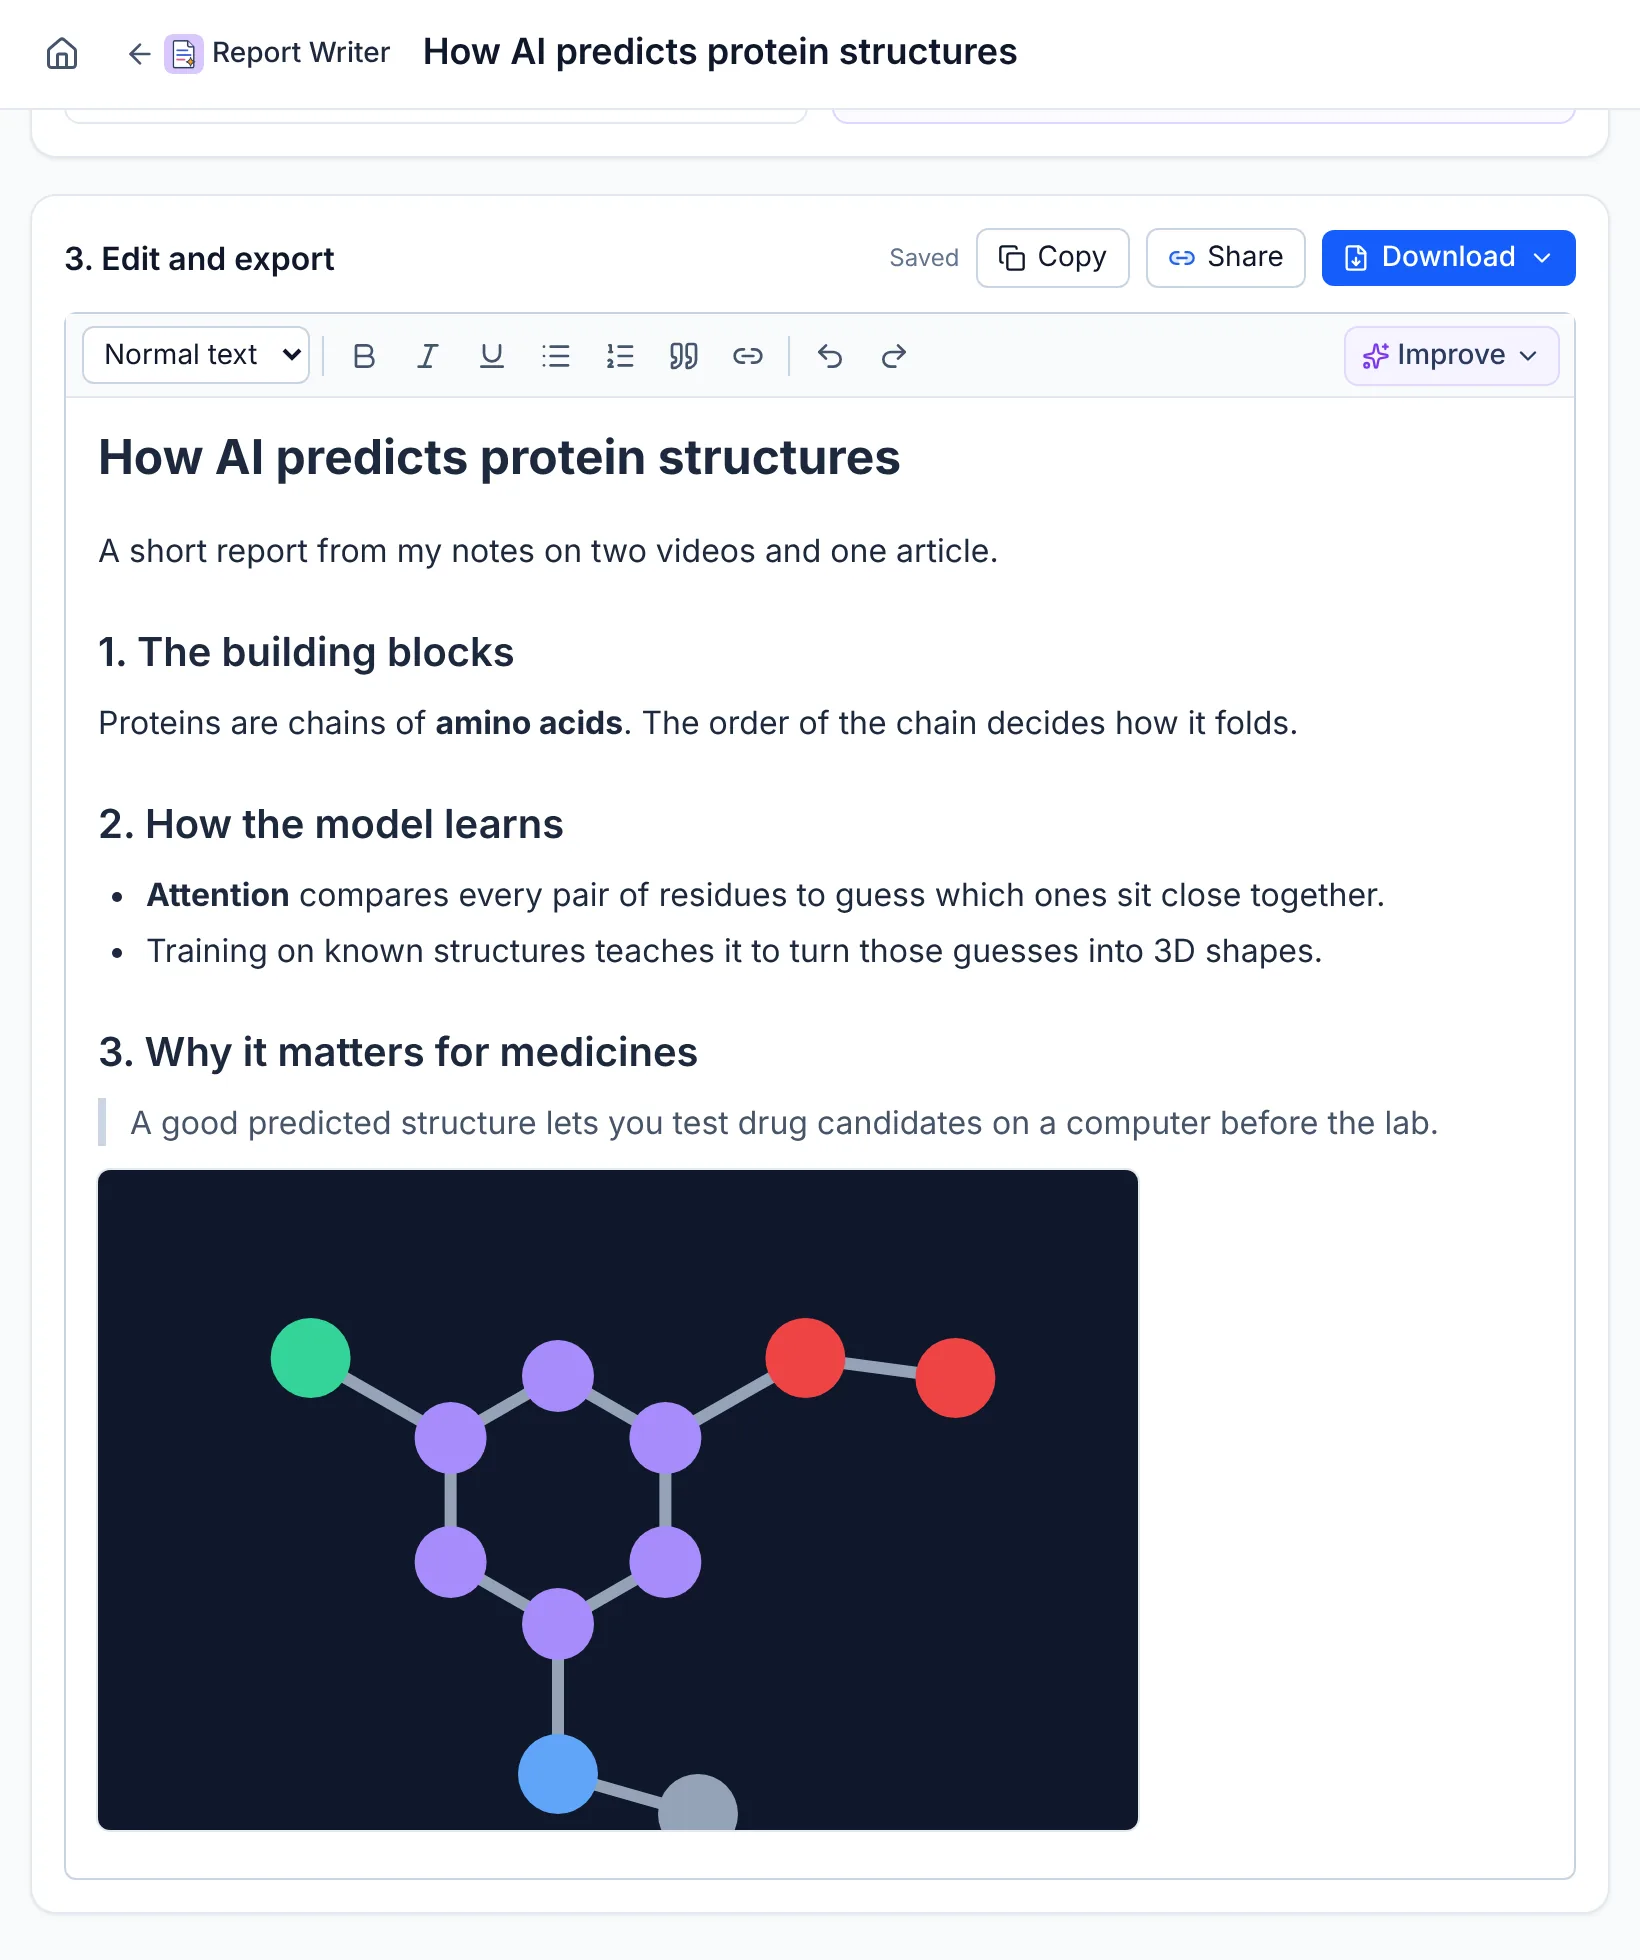 Report Writer
How AI predicts protein structures
3. Edit and export
Saved
Copy
Share
Download
Normal text
Improve
How AI predicts protein structures
A short report from my notes on two videos and one article.
1. The building blocks
Proteins are chains of amino acids. The order of the chain decides how it folds.
2. How the model learns
• Attention compares every pair of residues to guess which ones sit close together.
• Training on known structures teaches it to turn those guesses into 3D shapes.
3. Why it matters for medicines
A good predicted structure lets you test drug candidates on a computer before the lab.